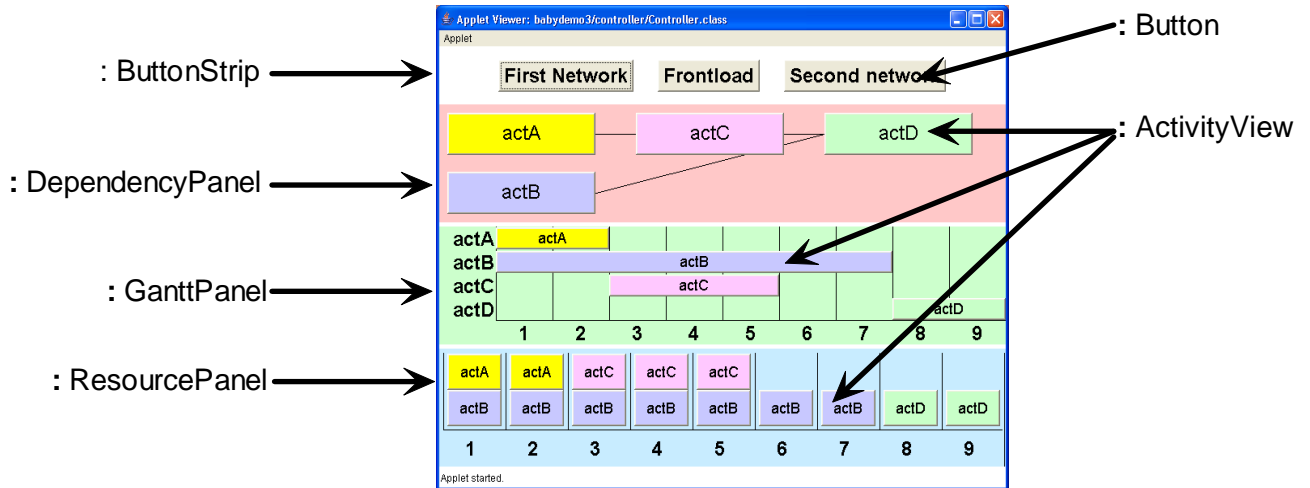 Applet Viewer: babydemo3/controller/Controller.class
Applet
: Button
: ButtonStrip
First Network Frontload Second network
actA actC actD
: ActivityView
: DependencyPanel
actB
actA actA
actB actB
: GanttPanel
actC actC
actD actD
1 2 3 4 5 6 7 8 9
: ResourcePanel
actA actA actC actC actC
actB actB actB actB actB actB actB actD actD
1 2 3 4 5 6 7 8 9
Applet started.